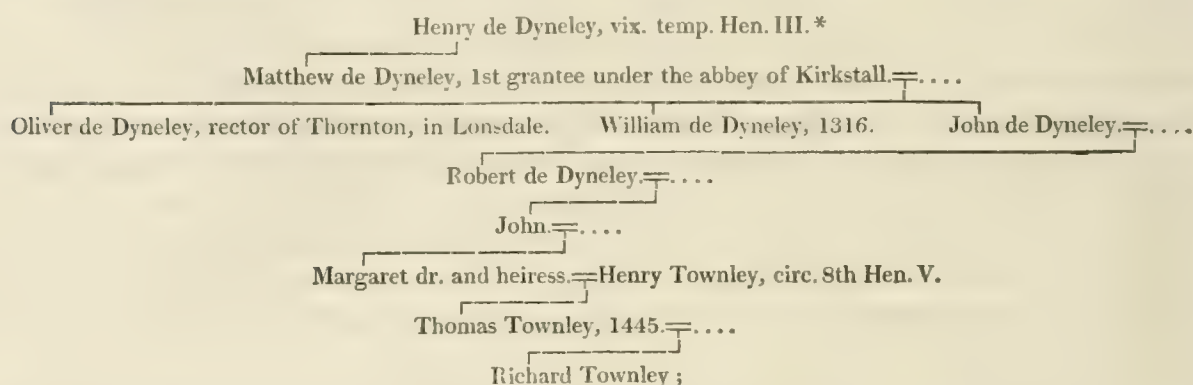 Henry de Dyneley, vix. temp. Hen. III.*
Matthew de Dyneley, 1st grantee under the abbey of Kirkstall.=....
Oliver de Dyneley, rector of Thornton, in Lonsdale. William de Dyneley, 1316. John de Dyneley.=....
Robert de Dyneley.=....
John.=....
Margaret dr. and heiress.=Henry Townley, circ. 8th Hen. V.
Thomas Townley, 1445.=....
Richard Townley ;